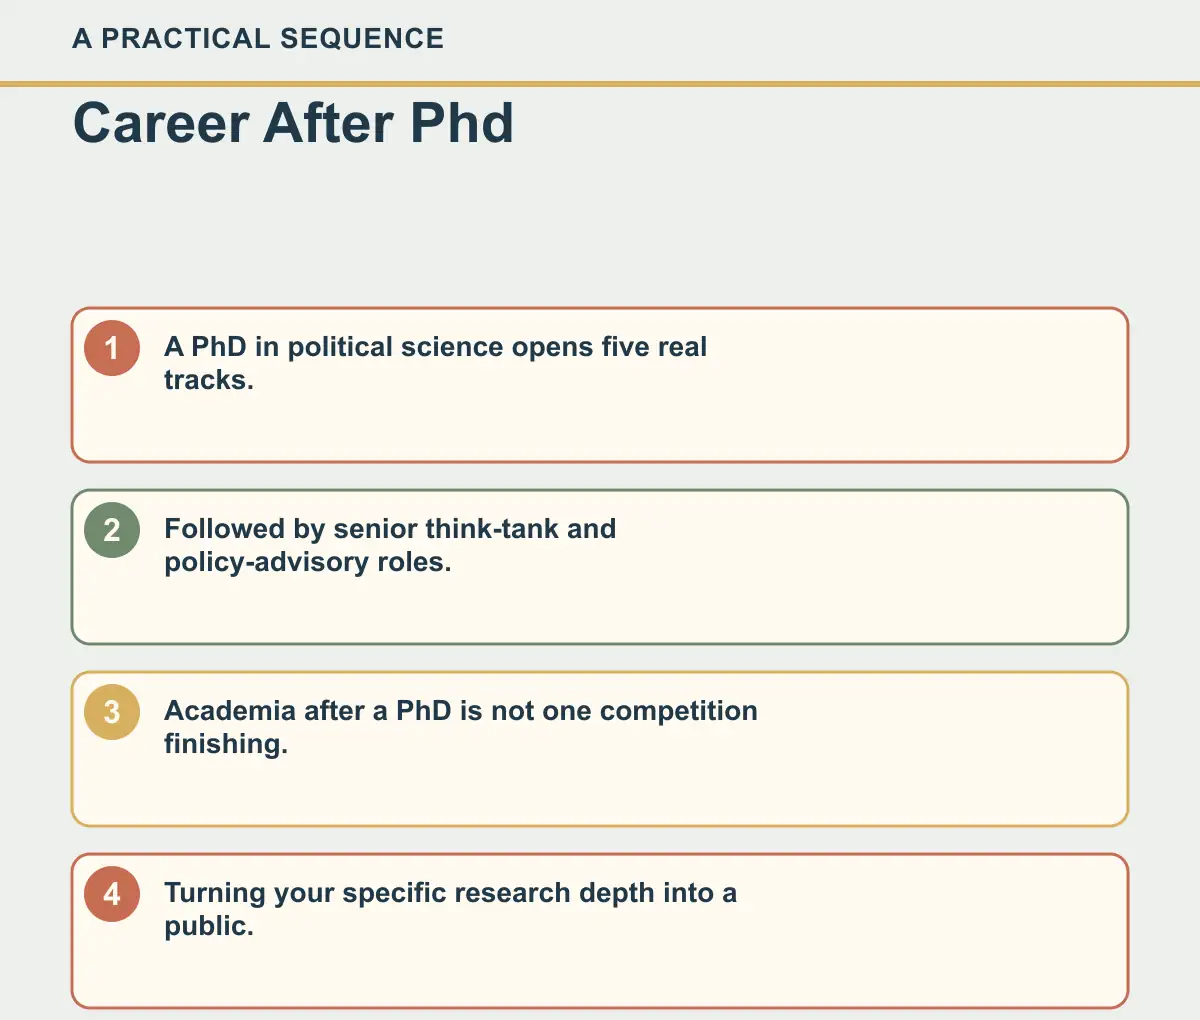 A PRACTICAL SEQUENCE
Career After Phd
1
A PhD in political science opens five real
tracks.
2
Followed by senior think-tank and
policy-advisory roles.
3
Academia after a PhD is not one competition
finishing.
4
Turning your specific research depth into a
public.